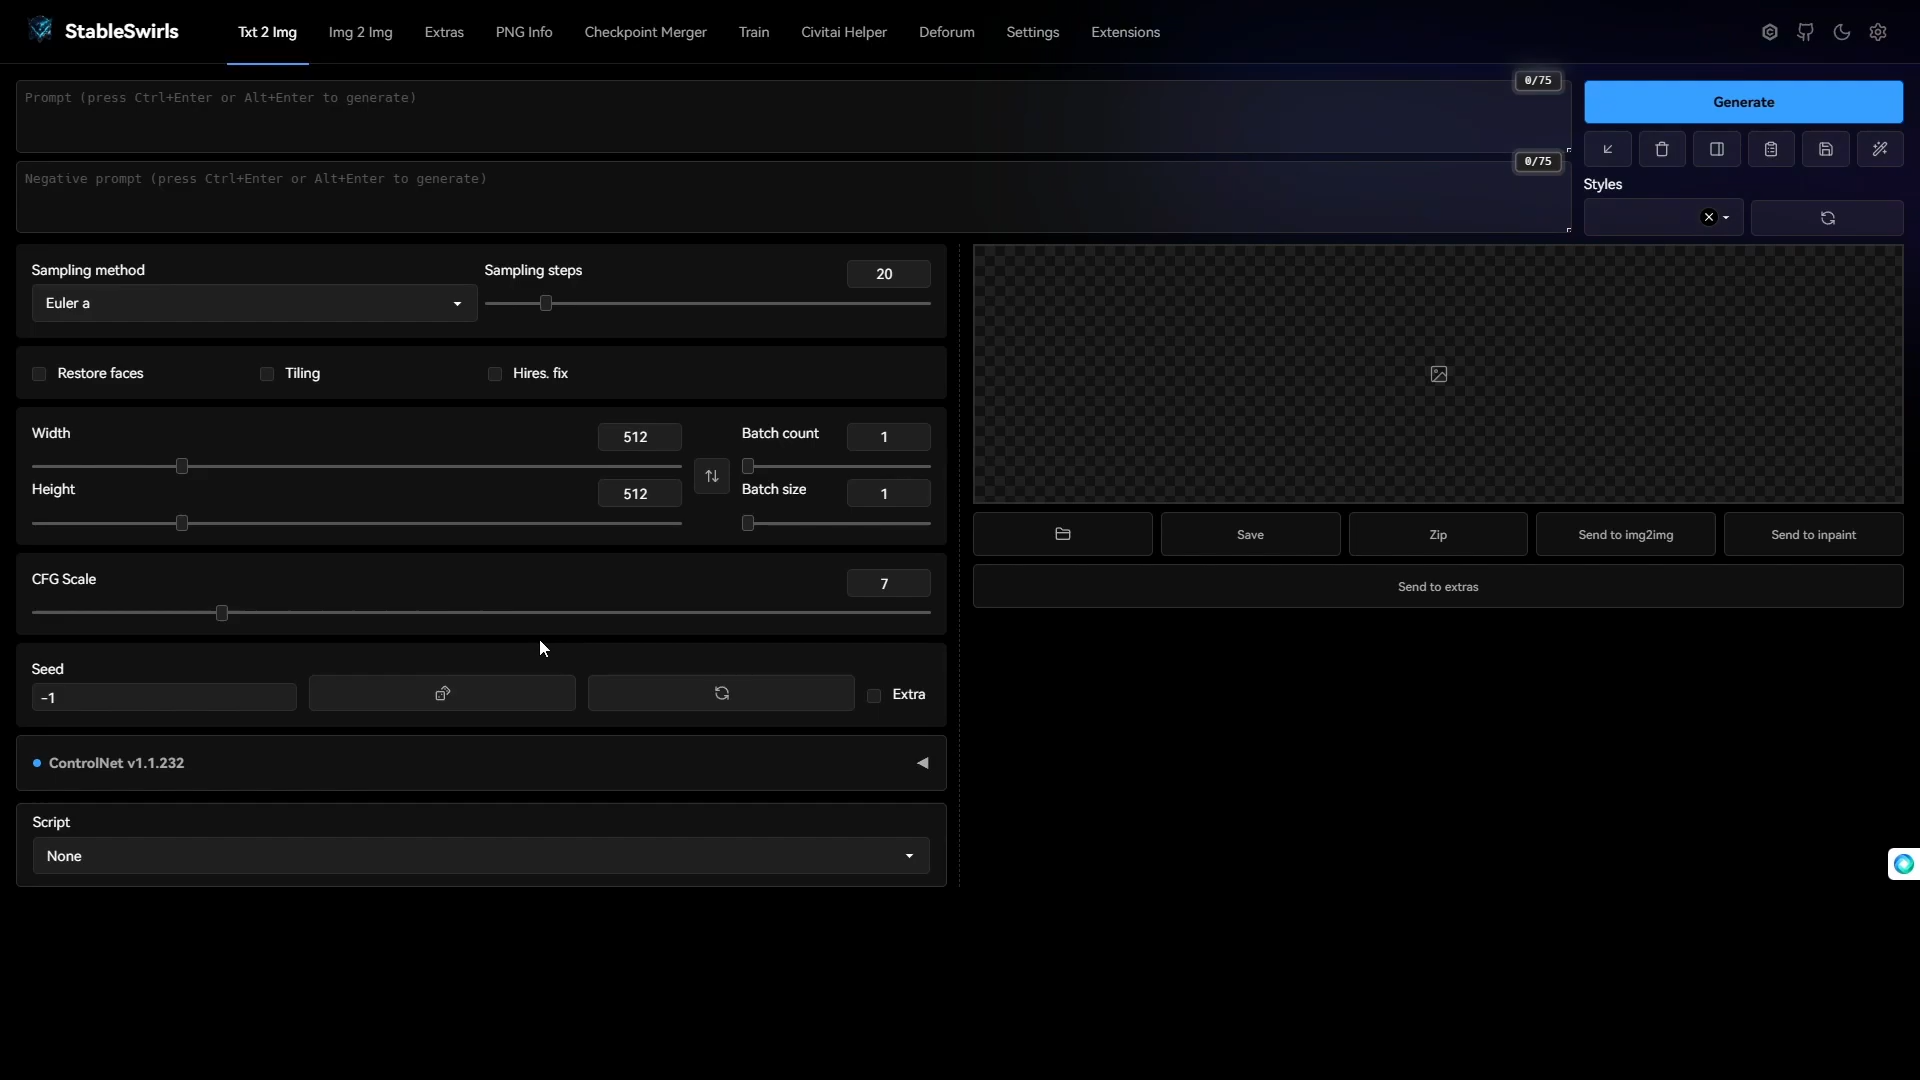 StableSwirls
Txt 2 Img
Img 2 Img
Extras
PNG Info
Checkpoint Merger
Train
Civitai Helper
Deforum
Settings
Extensions
Prompt (press Ctrl+Enter or Alt+Enter to generate)
0/75
Generate
Negative prompt (press Ctrl+Enter or Alt+Enter to generate)
0/75
Styles
Sampling method
Euler a
Sampling steps
20
Restore faces
Tiling
Hires. fix
Width
512
Height
512
Batch count
1
Batch size
1
CFG Scale
7
Seed
-1
Extra
ControlNet v1.1.232
Script
None
Save
Zip
Send to img2img
Send to inpaint
Send to extras